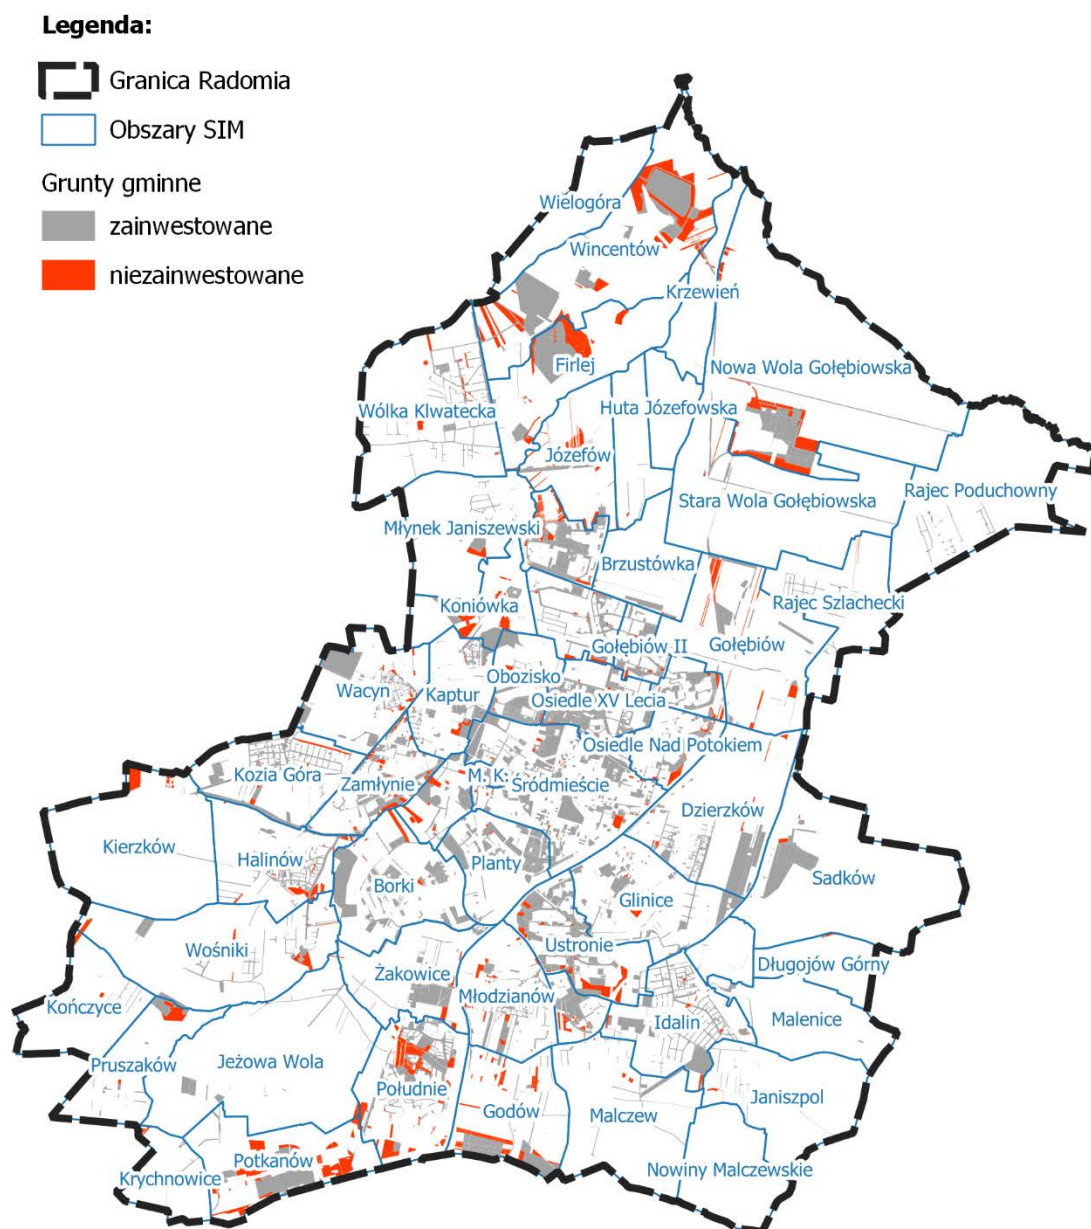 Legenda:
Granica Radomia
Obszary SIM
Grunty gminne
zainwestowane
niezainwestowane
Wielogóra
Wincentów
Krzewień
Firlej
Nowa Wola Gołębiowska
Wólka Klwatecka
Huta Józefowska
Józefów
Stara Wola Gołębiowska
Rajec Poduchowny
Młynek Janiszewski
Brzustówka
Koniówka
Rajec Szlachecki
Gołębiów II
Gołębiów
Obozisko
Wacyn
Kaptur
Osiedle XV Lecia
Osiedle Nad Potokiem
Kozia Góra
Zamłynie
M. K.
Śródmieście
Dzierzków
Kierzków
Halinów
Planty
Borki
Glinice
Sadków
Wośniki
Ustronie
Żakowice
Długojów Górny
Kończyce
Młodzianów
Idalin
Malenice
Pruszaków
Jeżowa Wola
Południe
Godów
Malczew
Janiszpol
Potkanów
Krychnowice
Nowiny Malczewskie